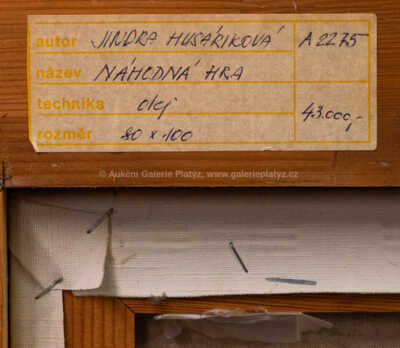 autor JINDRA HUSÁRIKOVÁ A 2275
název NÁHODNÁ HRA
technika olej 43.000,-
rozměr 80 x 100
© Aukční Galerie Platýz; www.galerieplatyz.cz